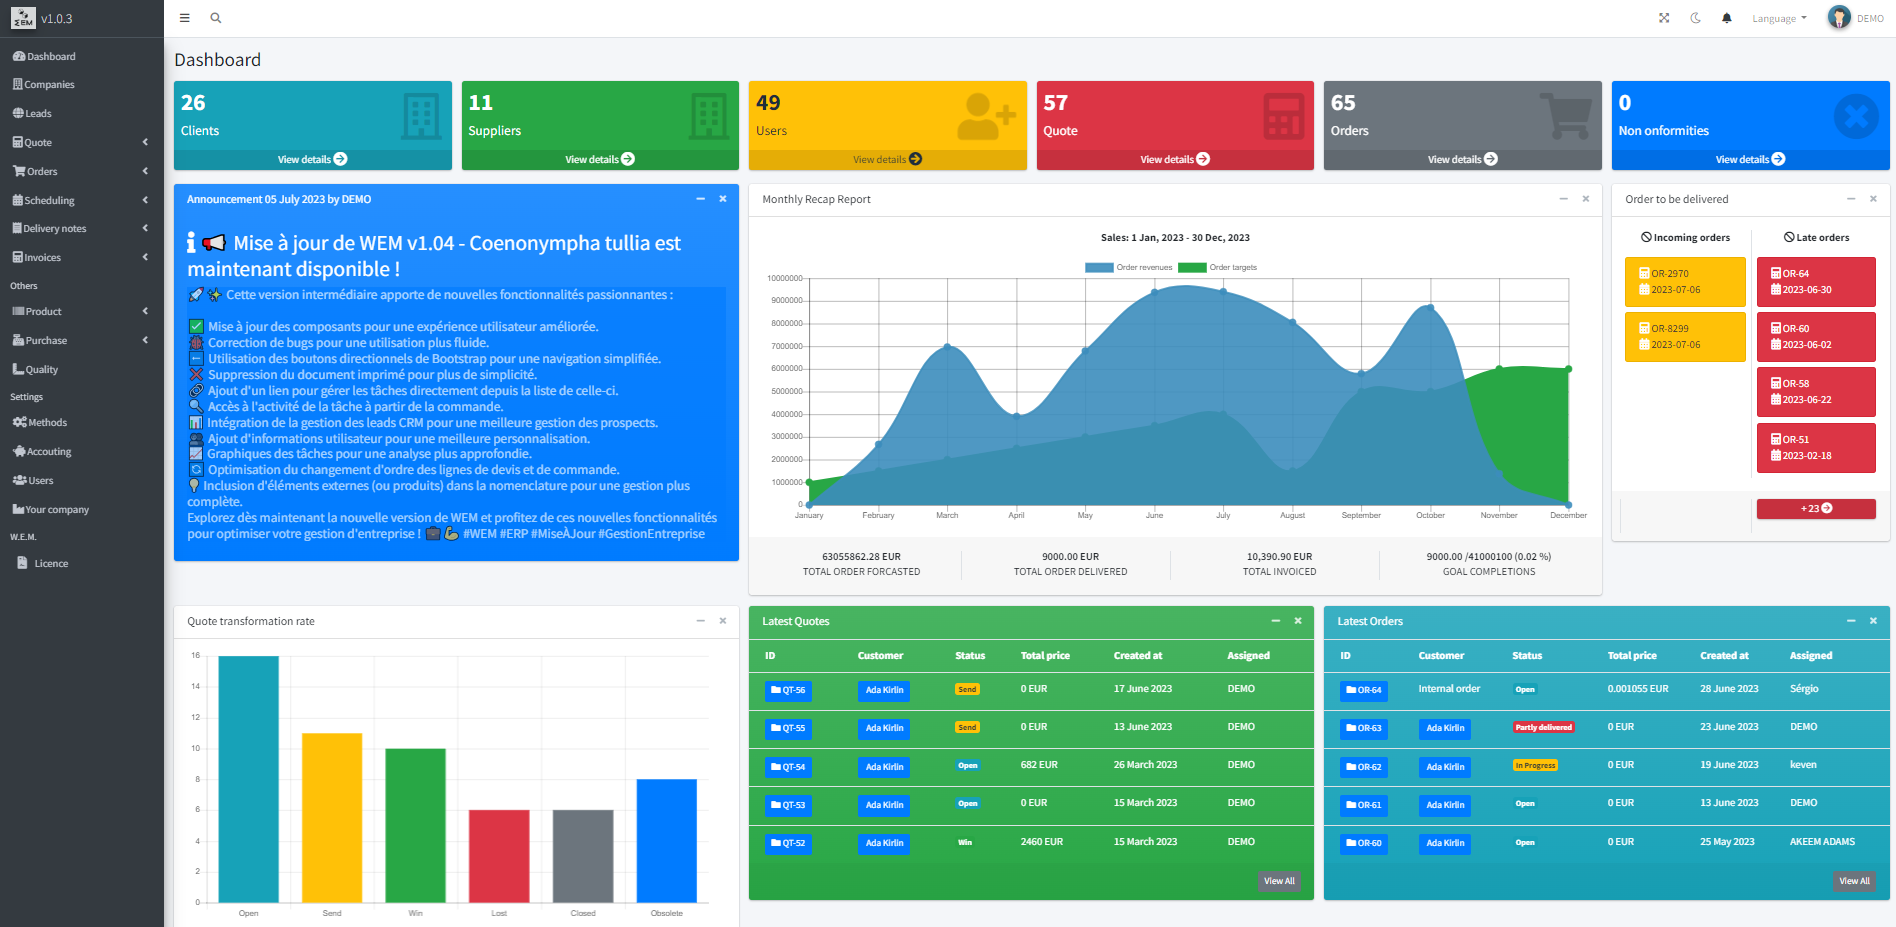 WEM v1.0.3
Language
DEMO
Dashboard
Companies
Leads
Quote
Orders
Scheduling
Delivery notes
Invoices
Others
Product
Purchase
Quality
Settings
Methods
Accouting
Users
Your company
W.E.M.
Licence
Dashboard
26
Clients
View details
11
Suppliers
View details
49
Users
View details
57
Quote
View details
65
Orders
View details
0
Non onformities
View details
Announcement 05 July 2023 by DEMO
Mise à jour de WEM v1.04 - Coenonympha tullia est
maintenant disponible !
Cette version intermédiaire apporte de nouvelles fonctionnalités passionnantes :
Mise à jour des composants pour une expérience utilisateur améliorée.
Correction de bugs pour une utilisation plus fluide.
Utilisation des boutons directionnels de Bootstrap pour une navigation simplifiée.
Suppression du document imprimé pour plus de simplicité.
Ajout d'un lien pour gérer les tâches directement depuis la liste de celle-ci.
Accès à l'activité de la tâche à partir de la commande.
Intégration de la gestion des leads CRM pour une meilleure gestion des prospects.
Ajout d'informations utilisateur pour une meilleure personnalisation.
Graphiques des tâches pour une analyse plus approfondie.
Optimisation du changement d'ordre des lignes de devis et de commande.
Inclusion d'éléments externes (ou produits) dans la nomenclature pour une gestion plus
complète.
Explorez dès maintenant la nouvelle version de WEM et profitez de ces nouvelles fonctionnalités
pour optimiser votre gestion d'entreprise ! #WEM #ERP #MiseÀJour #GestionEntreprise
Monthly Recap Report
Sales: 1 Jan, 2023 - 30 Dec, 2023
Order revenues Order targets
10000000
9000000
8000000
7000000
6000000
5000000
4000000
3000000
2000000
1000000
0
January February March April May June July August September October November December
63055862.28 EUR
TOTAL ORDER FORCASTED
9000.00 EUR
TOTAL ORDER DELIVERED
10,390.90 EUR
TOTAL INVOICED
9000.00 /41000100 (0.02 %)
GOAL COMPLETIONS
Order to be delivered
Incoming orders
OR-2970
2023-07-06
OR-8299
2023-07-06
Late orders
OR-64
2023-06-30
OR-60
2023-06-02
OR-58
2023-06-22
OR-51
2023-02-18
+ 23
Quote transformation rate
16
14
12
10
8
6
4
2
0
Open Send Win Lost Closed Obsolete
Latest Quotes
ID Customer Status Total price Created at Assigned
QT-56 Ada Kirlin Send 0 EUR 17 June 2023 DEMO
QT-55 Ada Kirlin Send 0 EUR 13 June 2023 DEMO
QT-54 Ada Kirlin Open 682 EUR 26 March 2023 DEMO
QT-53 Ada Kirlin Open 0 EUR 15 March 2023 DEMO
QT-52 Ada Kirlin Win 2460 EUR 15 March 2023 DEMO
View All
Latest Orders
ID Customer Status Total price Created at Assigned
OR-64 Internal order Open 0.001055 EUR 28 June 2023 Sérgio
OR-63 Ada Kirlin Partly delivered 0 EUR 23 June 2023 DEMO
OR-62 Ada Kirlin In Progress 0 EUR 19 June 2023 keven
OR-61 Ada Kirlin Open 0 EUR 13 June 2023 DEMO
OR-60 Ada Kirlin Open 0 EUR 25 May 2023 AKEEM ADAMS
View All